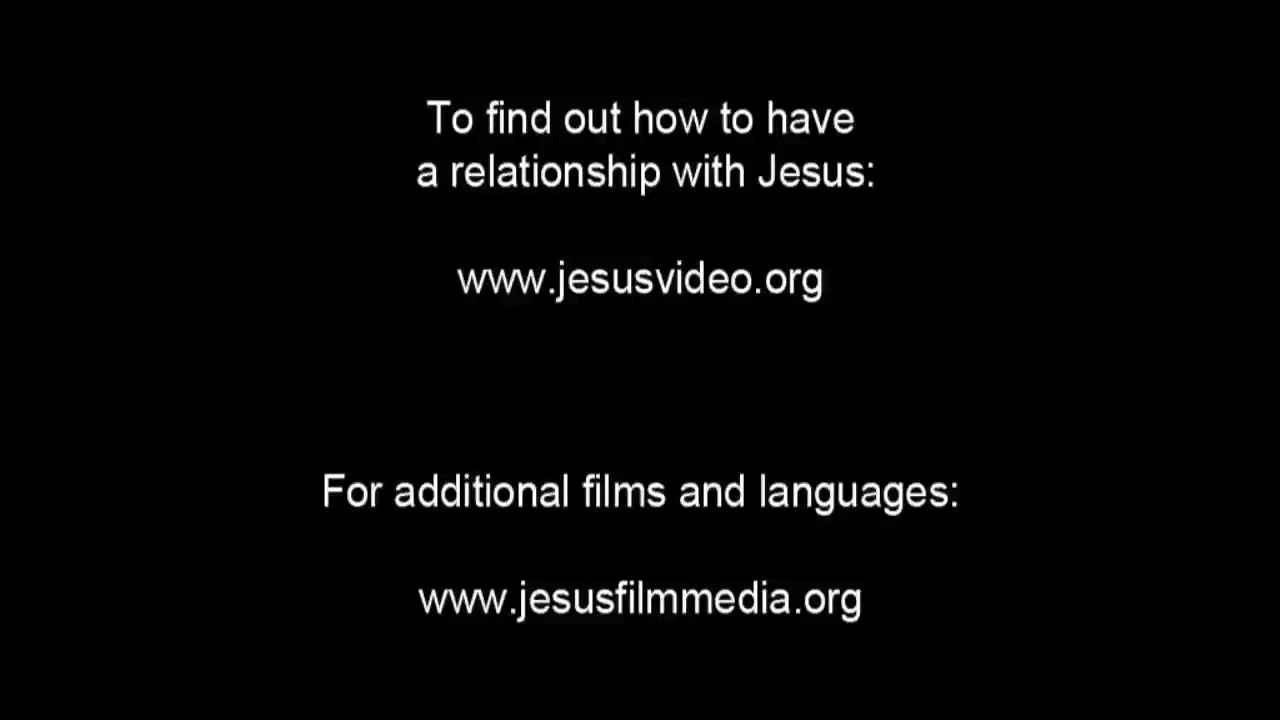 To find out how to have
a relationship with Jesus:
www.jesusvideo.org
For additional films and languages:
www.jesusfilmmedia.org